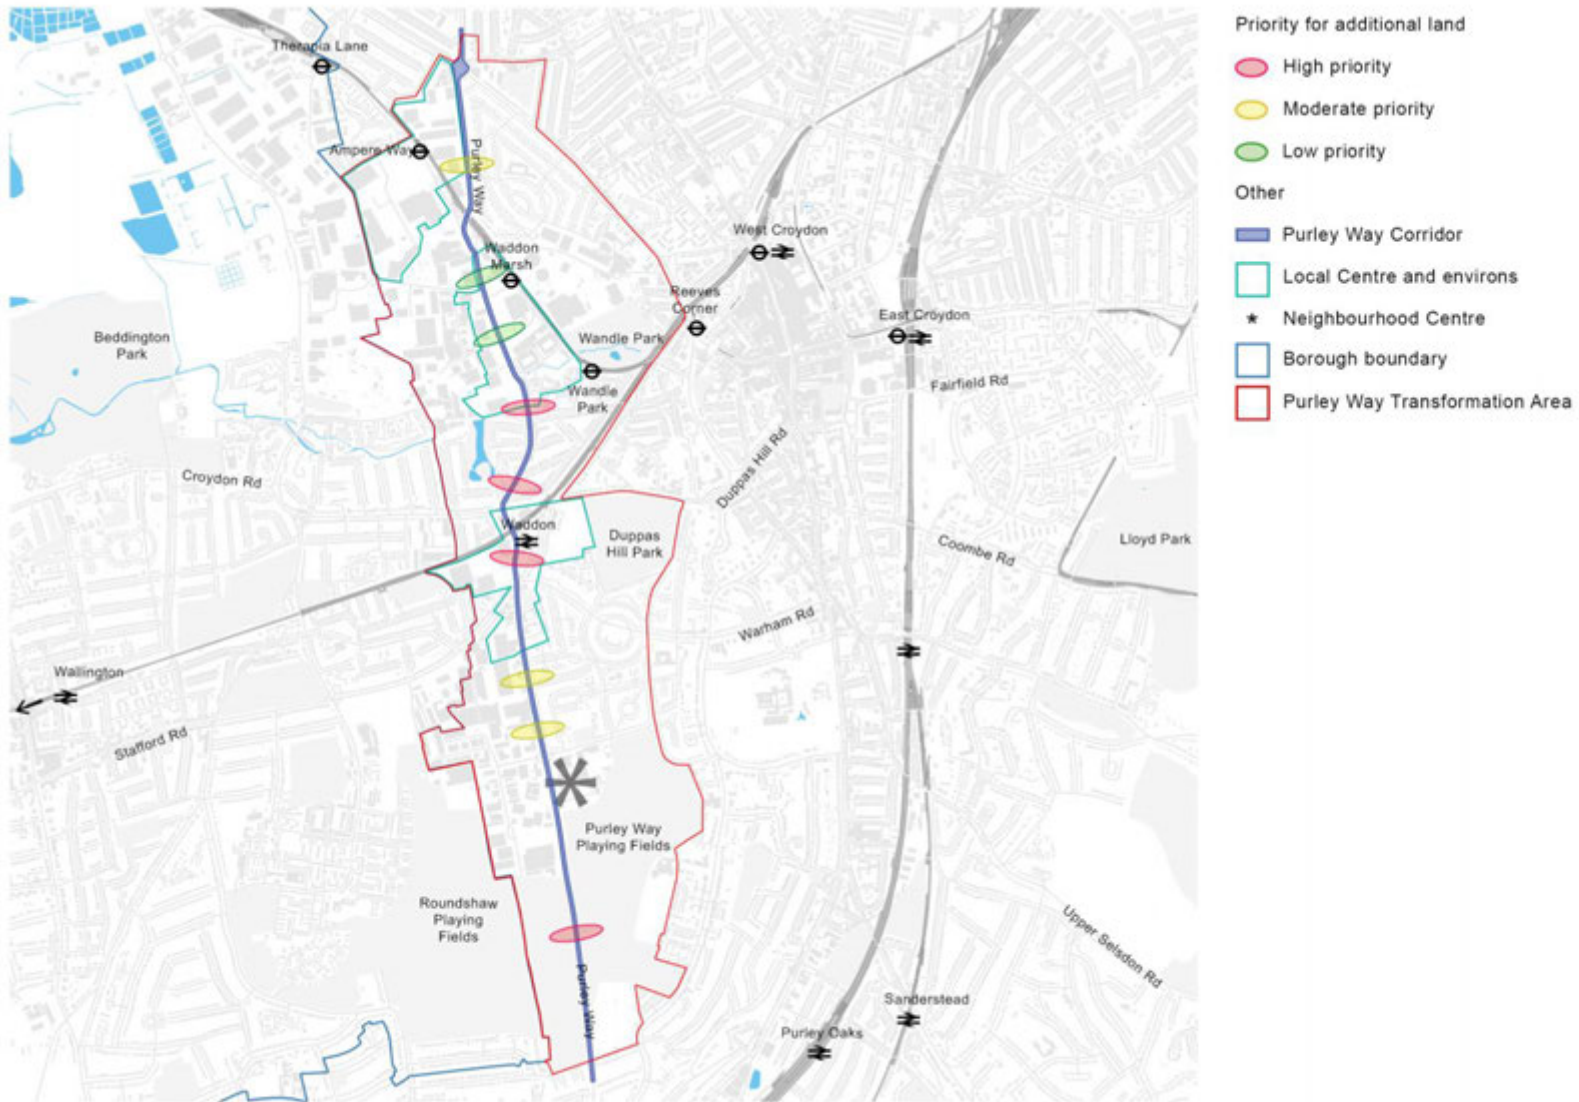 Therapia Lane
Ampere Way
Purley Way
Waddon
Marsh
West Croydon
Reeves
Corner
East Croydon
Beddington
Park
Wandle Park
Wandle
Park
Fairfield Rd
Croydon Rd
Duppas Hill Rd
Waddon
Duppas
Hill Park
Coombe Rd
Lloyd Park
Warham Rd
Wallington
Stafford Rd
Purley Way
Playing Fields
Roundshaw
Playing
Fields
Upper Selsdon Rd
Purley Way
Sanderstead
Purley Oaks
Priority for additional land
High priority
Moderate priority
Low priority
Other
Purley Way Corridor
Local Centre and environs
* Neighbourhood Centre
Borough boundary
Purley Way Transformation Area